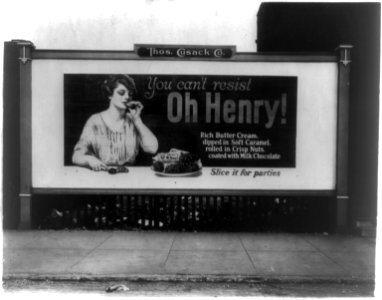 Thos. Cusack Co.
You can't resist
Oh Henry!
Rich Butter Cream,
dipped in Soft Caramel,
rolled in Crisp Nuts,
coated with Milk Chocolate
Slice it for parties